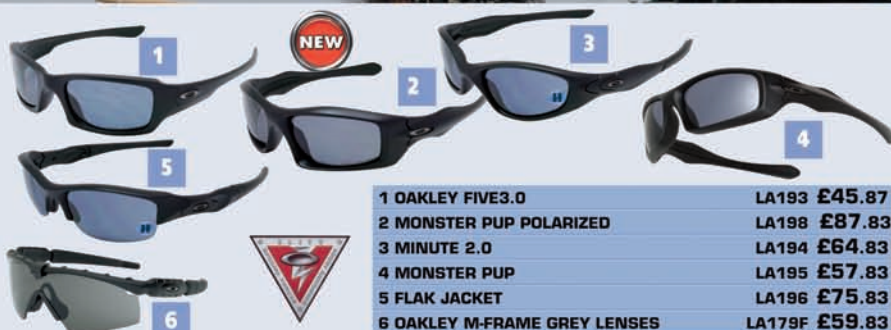 1
NEW
2
3
4
5
6
1 OAKLEY FIVE3.0 LA193 £45.87
2 MONSTER PUP POLARIZED LA198 £87.83
3 MINUTE 2.0 LA194 £64.83
4 MONSTER PUP LA195 £57.83
5 FLAK JACKET LA196 £75.83
6 OAKLEY M-FRAME GREY LENSES LA179F £59.83